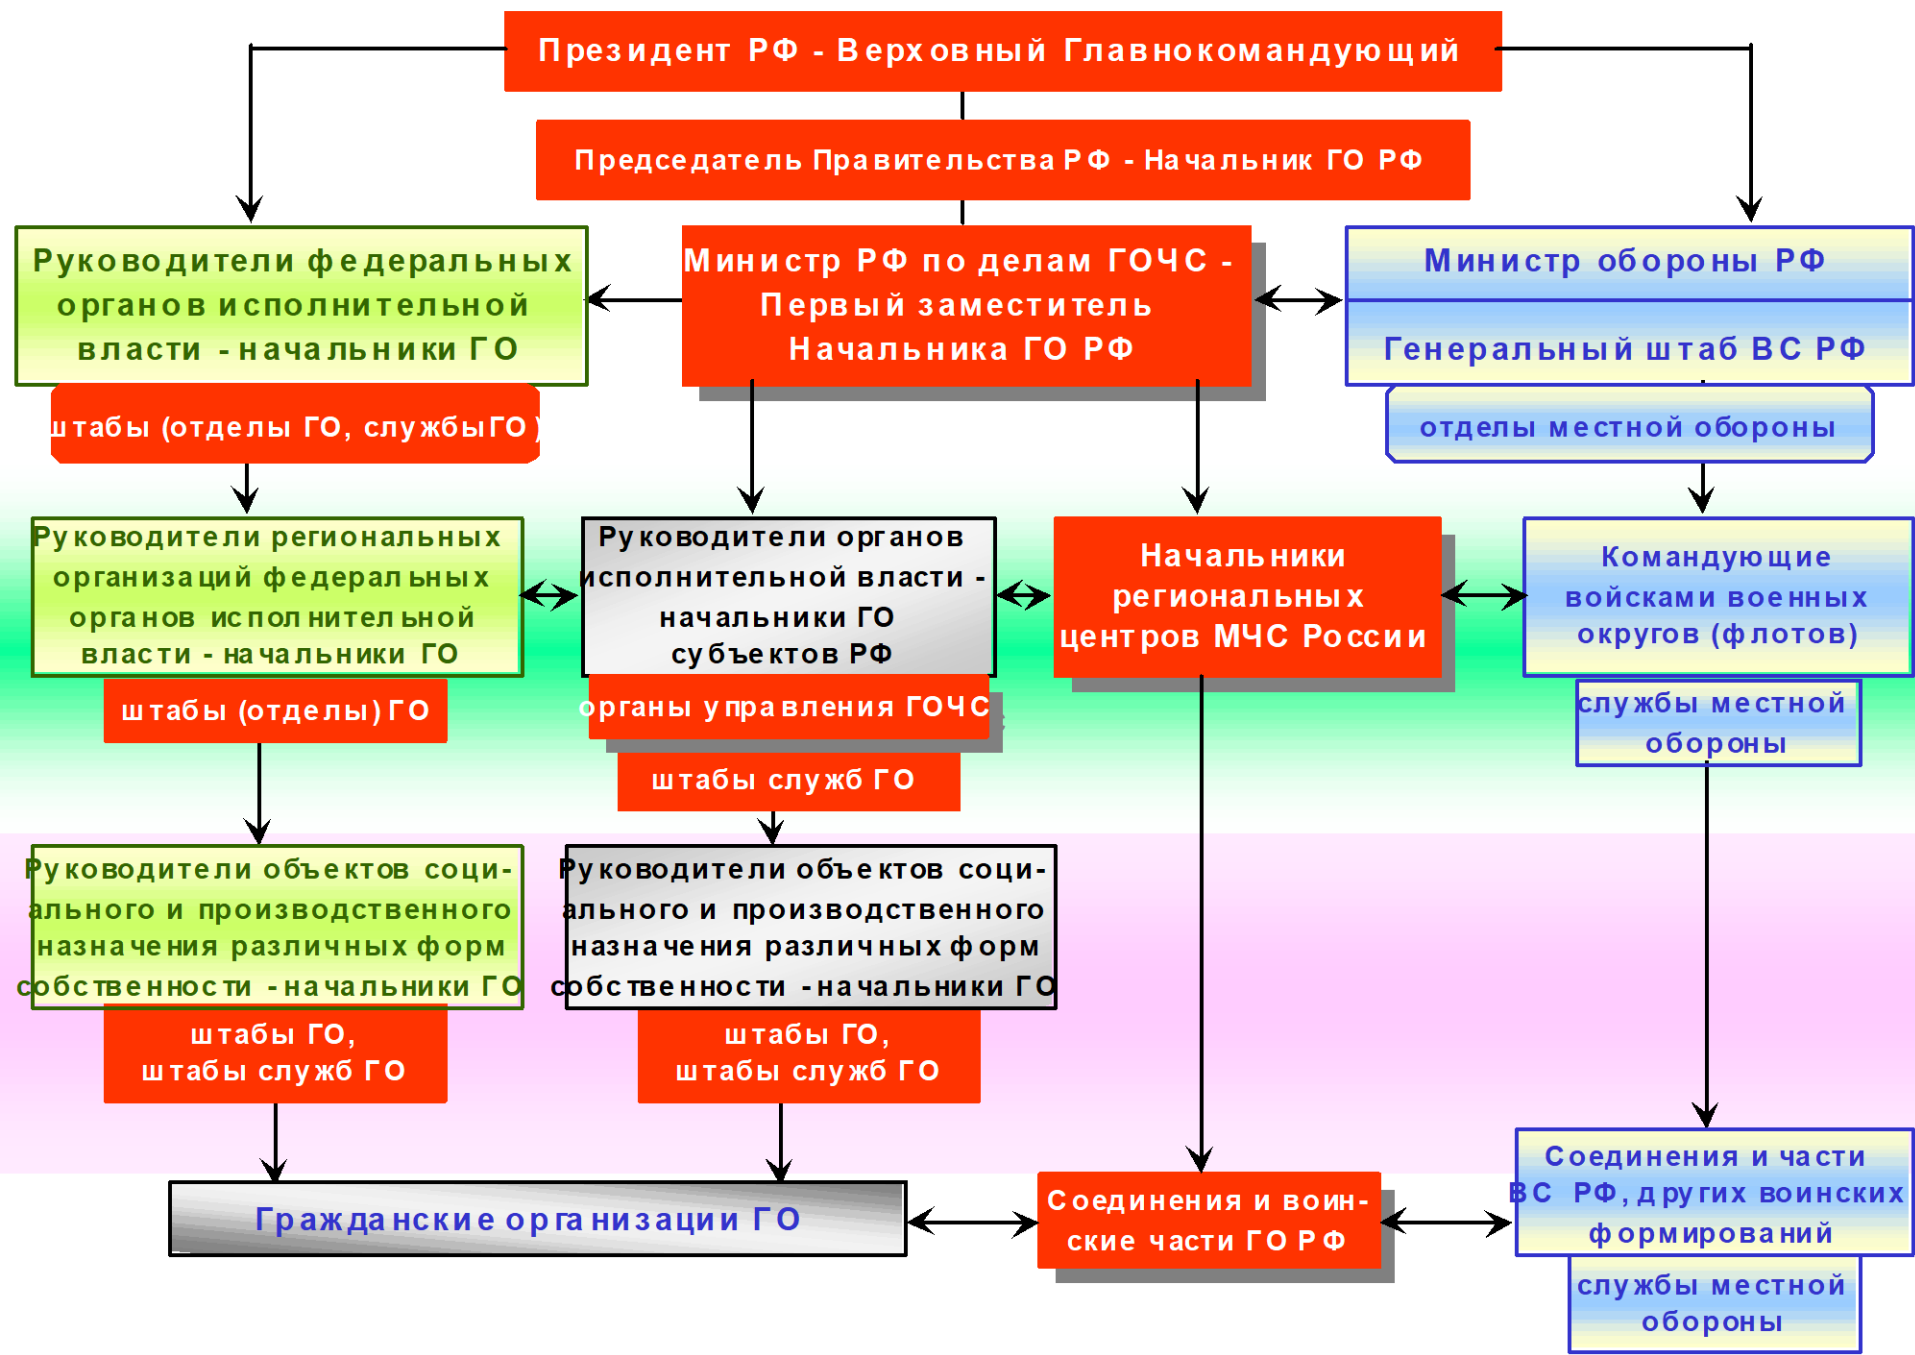 Президент РФ - Верховный Главнокомандующий
Председатель Правительства РФ - Начальник ГО РФ
Руководители федеральных
органов исполнительной
власти - начальники ГО
штабы (отделы ГО, службы ГО)
Министр РФ по делам ГОЧС -
Первый заместитель
Начальника ГО РФ
Министр обороны РФ
Генеральный штаб ВС РФ
отделы местной обороны
Руководители региональных
организаций федеральных
органов исполнительной
власти - начальники ГО
штабы (отделы) ГО
Руководители органов
исполнительной власти -
начальники ГО
субъектов РФ
органы управления ГОЧС
штабы служб ГО
Начальники
региональных
центров МЧС России
Командующие
войсками военных
округов (флотов)
службы местной
обороны
Руководители объектов соци-
ального и производственного
назначения различных форм
собственности - начальники ГО
штабы ГО,
штабы служб ГО
Руководители объектов соци-
ального и производственного
назначения различных форм
собственности - начальники ГО
штабы ГО,
штабы служб ГО
Гражданские организации ГО
Соединения и воин-
ские части ГО РФ
Соединения и части
ВС РФ, других воинских
формирований
службы местной
обороны